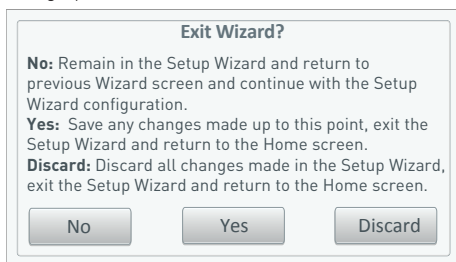 Exit Wizard?
No: Remain in the Setup Wizard and return to
previous Wizard screen and continue with the Setup
Wizard configuration.
Yes: Save any changes made up to this point, exit the
Setup Wizard and return to the Home screen.
Discard: Discard all changes made in the Setup Wizard,
exit the Setup Wizard and return to the Home screen.
No Yes Discard